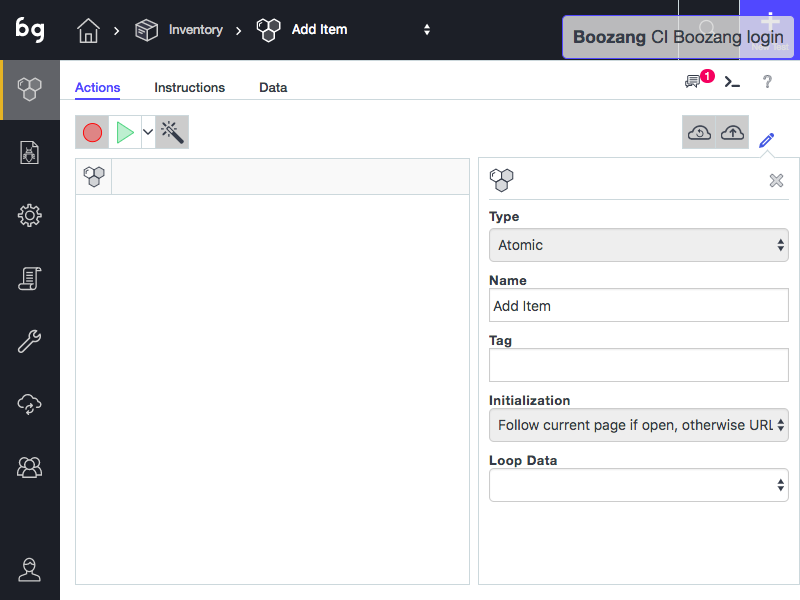 bg
Inventory
Add Item
Boozang CI Boozang login
Actions
Instructions
Data
1
?
Type
Atomic
Name
Add Item
Tag
Initialization
Follow current page if open, otherwise URL
Loop Data